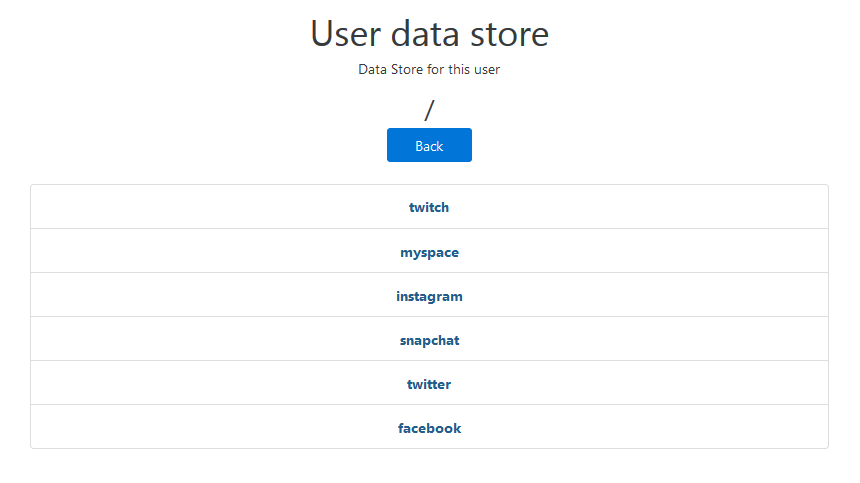 User data store
Data Store for this user
/
Back
twitch
myspace
instagram
snapchat
twitter
facebook